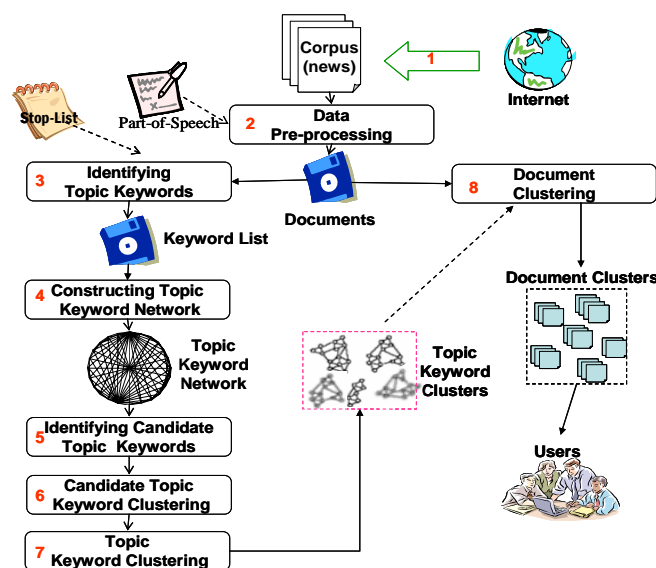 Corpus
(news)
1
Internet
Stop-List
Part-of-Speech
2
Data
Pre-processing
3
Identifying
Topic Keywords
Documents
8
Document
Clustering
Keyword List
4
Constructing Topic
Keyword Network
Document Clusters
Topic
Keyword
Network
Topic
Keyword
Clusters
5
Identifying Candidate
Topic Keywords
Users
6
Candidate Topic
Keyword Clustering
7
Topic
Keyword Clustering